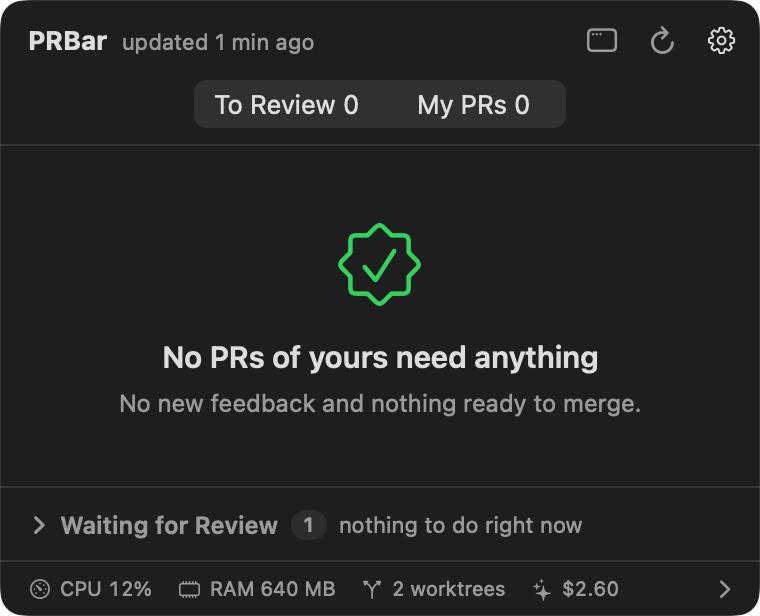 PRBar updated 1 min ago
To Review 0 My PRs 0
No PRs of yours need anything
No new feedback and nothing ready to merge.
Waiting for Review 1 nothing to do right now
CPU 12% RAM 640 MB 2 worktrees $2.60